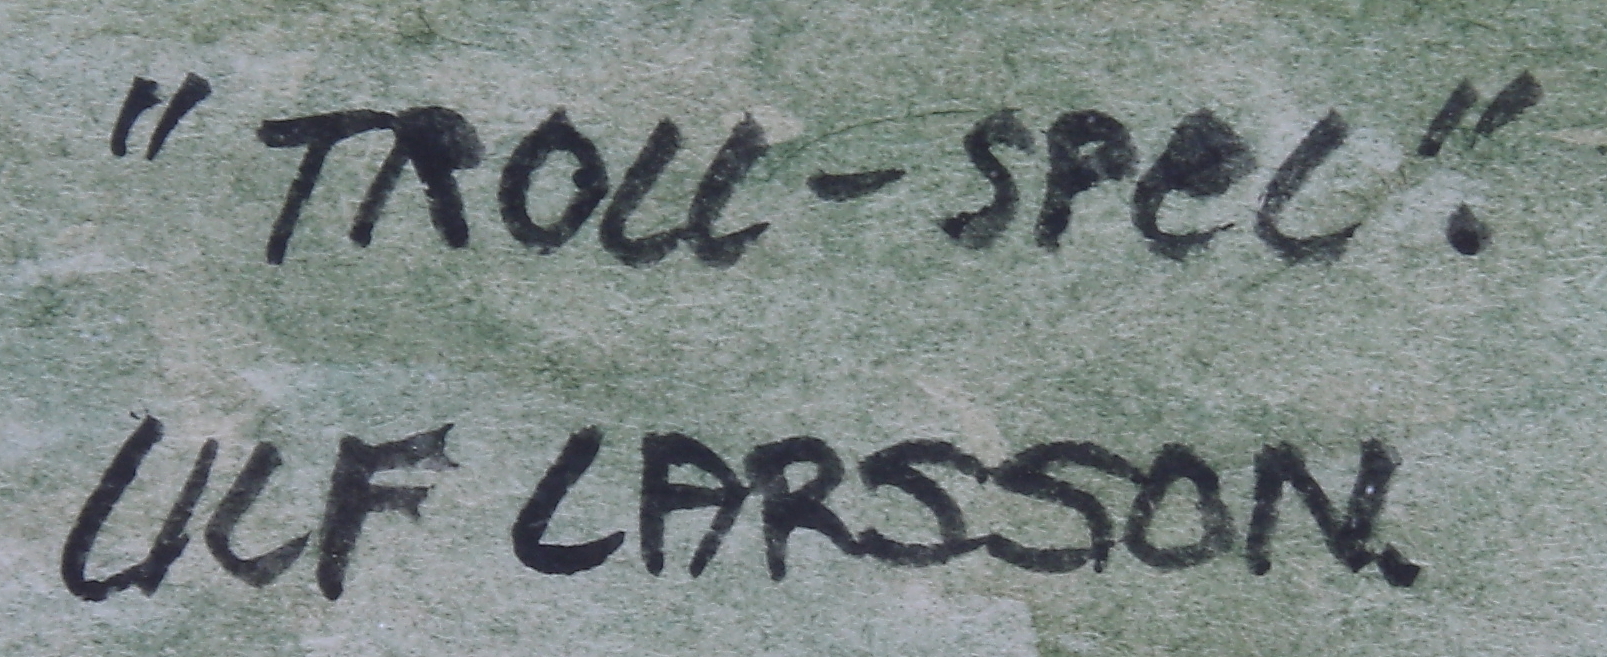 "TROLL-SPEL".
ULF LARSSON.